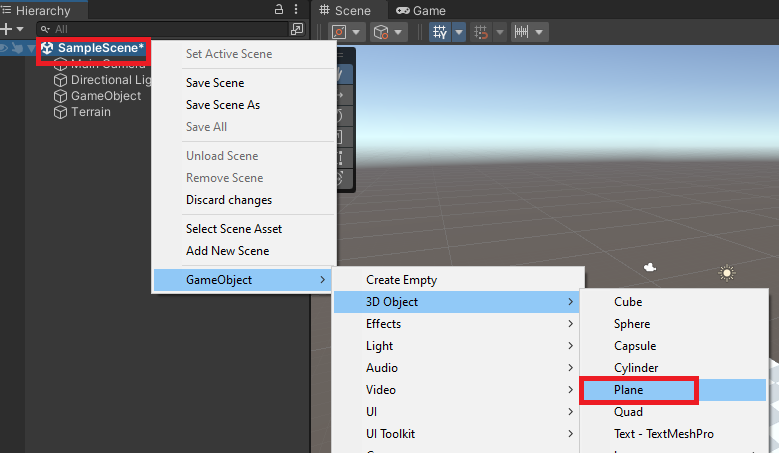 Hierarchy
Scene
Game
All
SampleScene*
Main Camera
Directional Lig
GameObject
Terrain
Set Active Scene
Save Scene
Save Scene As
Save All
Unload Scene
Remove Scene
Discard changes
Select Scene Asset
Add New Scene
GameObject
Create Empty
3D Object
Effects
Light
Audio
Video
UI
UI Toolkit
Cube
Sphere
Capsule
Cylinder
Plane
Quad
Text - TextMeshPro